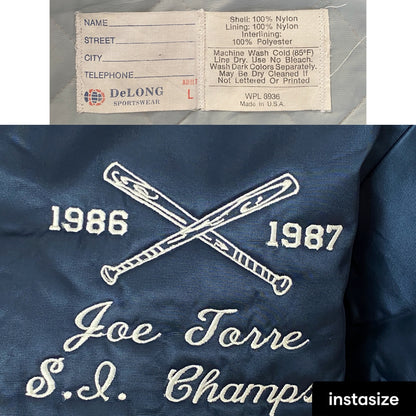 NAME
STREET
CITY
TELEPHONE
ADULT
DeLONG L
SPORTSWEAR
Shell: 100% Nylon
Lining: 100% Nylon
Interlining:
100% Polyester
Machine Wash Cold (85°F)
Line Dry. Use No Bleach.
Wash Dark Colors Separately.
May Be Dry Cleaned If
Not Lettered or Printed
WPL 8936
Made in U.S.A.
1986 1987
Joe Torre
S.I. Champs
instasize